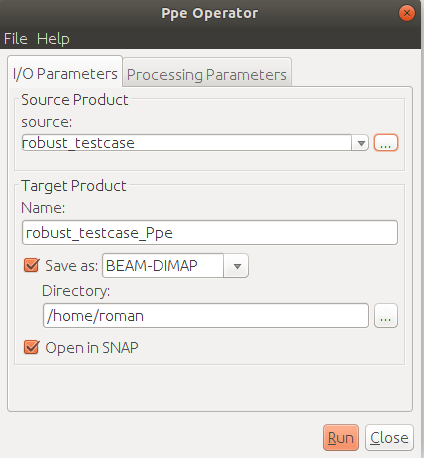 Ppe Operator
File Help
I/O Parameters Processing Parameters
Source Product
source:
robust_testcase ...
Target Product
Name:
robust_testcase_Ppe
Save as: BEAM-DIMAP
Directory:
/home/roman ...
Open in SNAP
Run Close